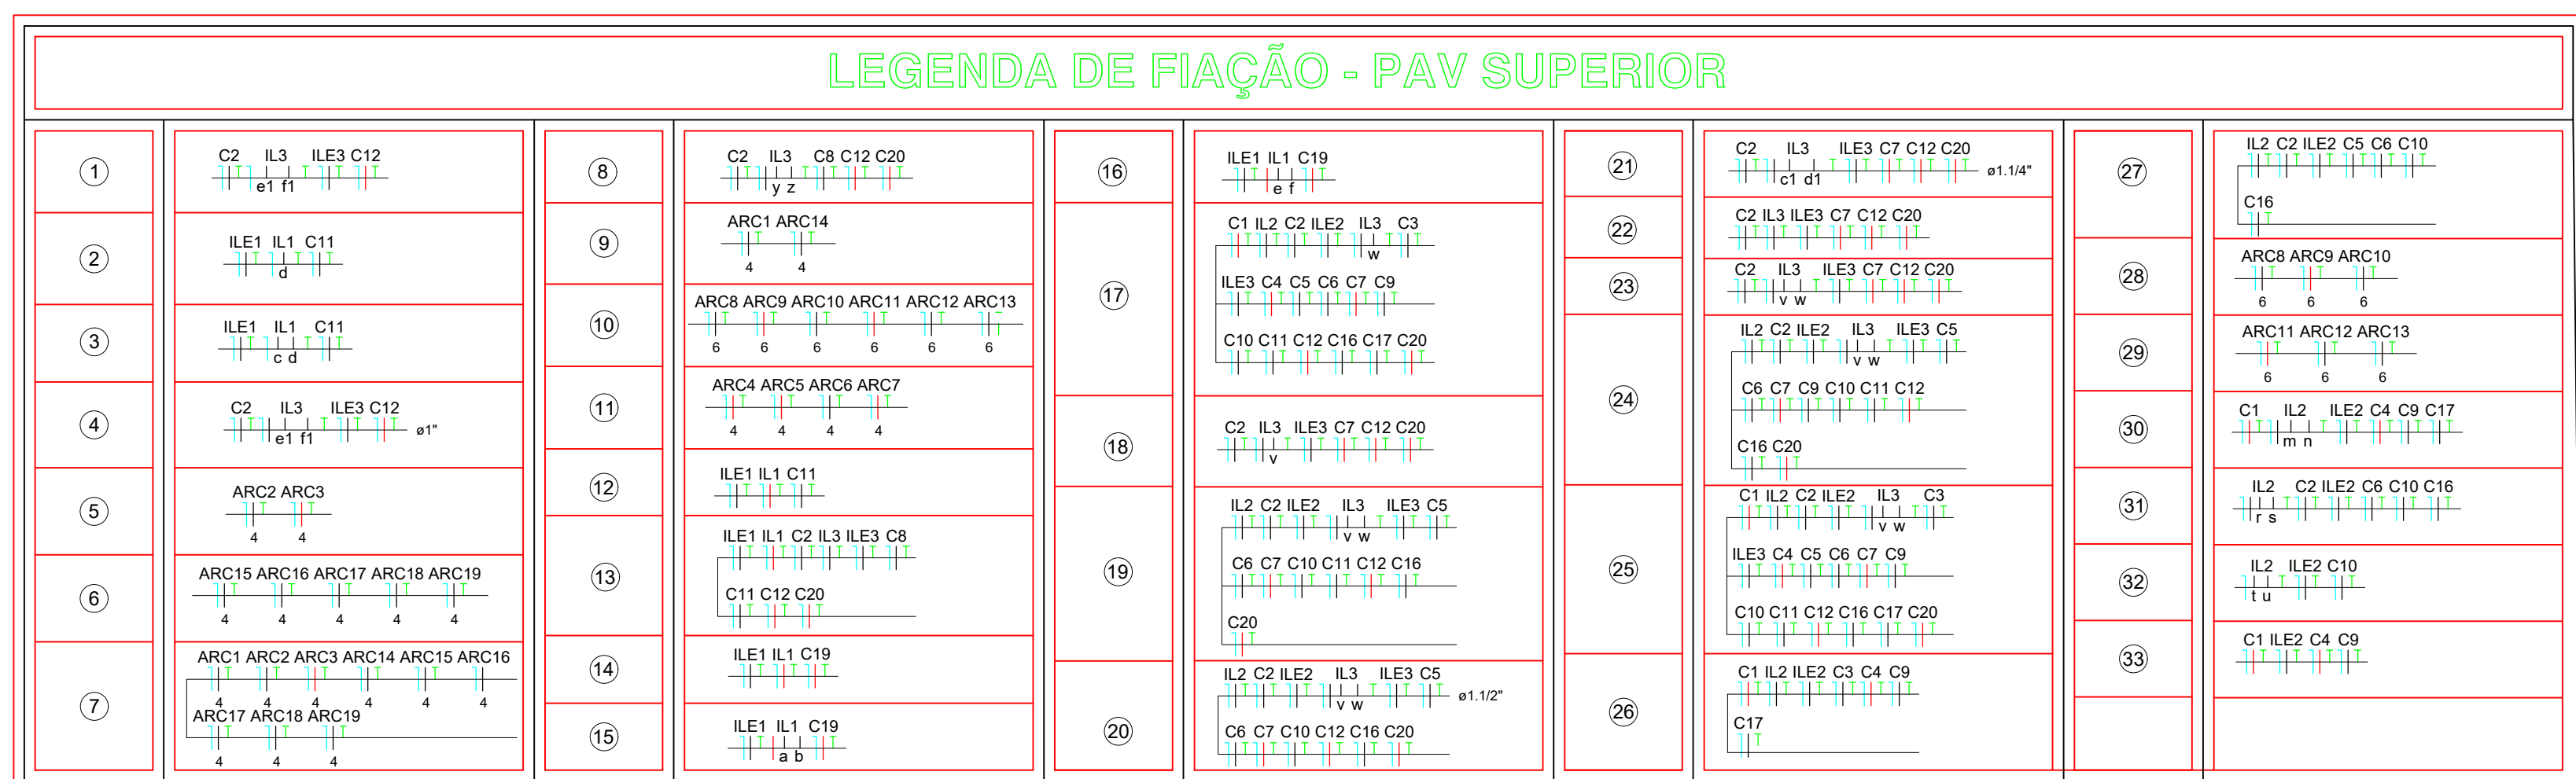 LEGENDA DE FIAÇÃO - PAV SUPERIOR
1
C2 IL3 ILE3 C12
e1 f1
2
ILE1 IL1 C11
d
3
ILE1 IL1 C11
c d
4
C2 IL3 ILE3 C12
e1 f1
ø1"
5
ARC2 ARC3
4 4
6
ARC15 ARC16 ARC17 ARC18 ARC19
4 4 4 4 4
7
ARC1 ARC2 ARC3 ARC14 ARC15 ARC16
4 4 4 4 4 4
ARC17 ARC18 ARC19
4 4 4
8
C2 IL3 C8 C12 C20
y z
9
ARC1 ARC14
4 4
10
ARC8 ARC9 ARC10 ARC11 ARC12 ARC13
6 6 6 6 6 6
11
ARC4 ARC5 ARC6 ARC7
4 4 4 4
12
ILE1 IL1 C11
13
ILE1 IL1 C2 IL3 ILE3 C8
C11 C12 C20
14
ILE1 IL1 C19
15
ILE1 IL1 C19
a b
16
ILE1 IL1 C19
e f
17
C1 IL2 C2 ILE2 IL3 C3
w
ILE3 C4 C5 C6 C7 C9
C10 C11 C12 C16 C17 C20
18
C2 IL3 ILE3 C7 C12 C20
v
19
IL2 C2 ILE2 IL3 ILE3 C5
v w
C6 C7 C10 C11 C12 C16
C20
20
IL2 C2 ILE2 IL3 ILE3 C5
v w
ø1.1/2"
C6 C7 C10 C12 C16 C20
21
C2 IL3 ILE3 C7 C12 C20
c1 d1
ø1.1/4"
22
C2 IL3 ILE3 C7 C12 C20
23
C2 IL3 ILE3 C7 C12 C20
v w
24
IL2 C2 ILE2 IL3 ILE3 C5
v w
C6 C7 C9 C10 C11 C12
C16 C20
25
C1 IL2 C2 ILE2 IL3 C3
v w
ILE3 C4 C5 C6 C7 C9
C10 C11 C12 C16 C17 C20
26
C1 IL2 ILE2 C3 C4 C9
C17
27
IL2 C2 ILE2 C5 C6 C10
C16
28
ARC8 ARC9 ARC10
6 6 6
29
ARC11 ARC12 ARC13
6 6 6
30
C1 IL2 ILE2 C4 C9 C17
m n
31
IL2 C2 ILE2 C6 C10 C16
r s
32
IL2 ILE2 C10
t u
33
C1 ILE2 C4 C9